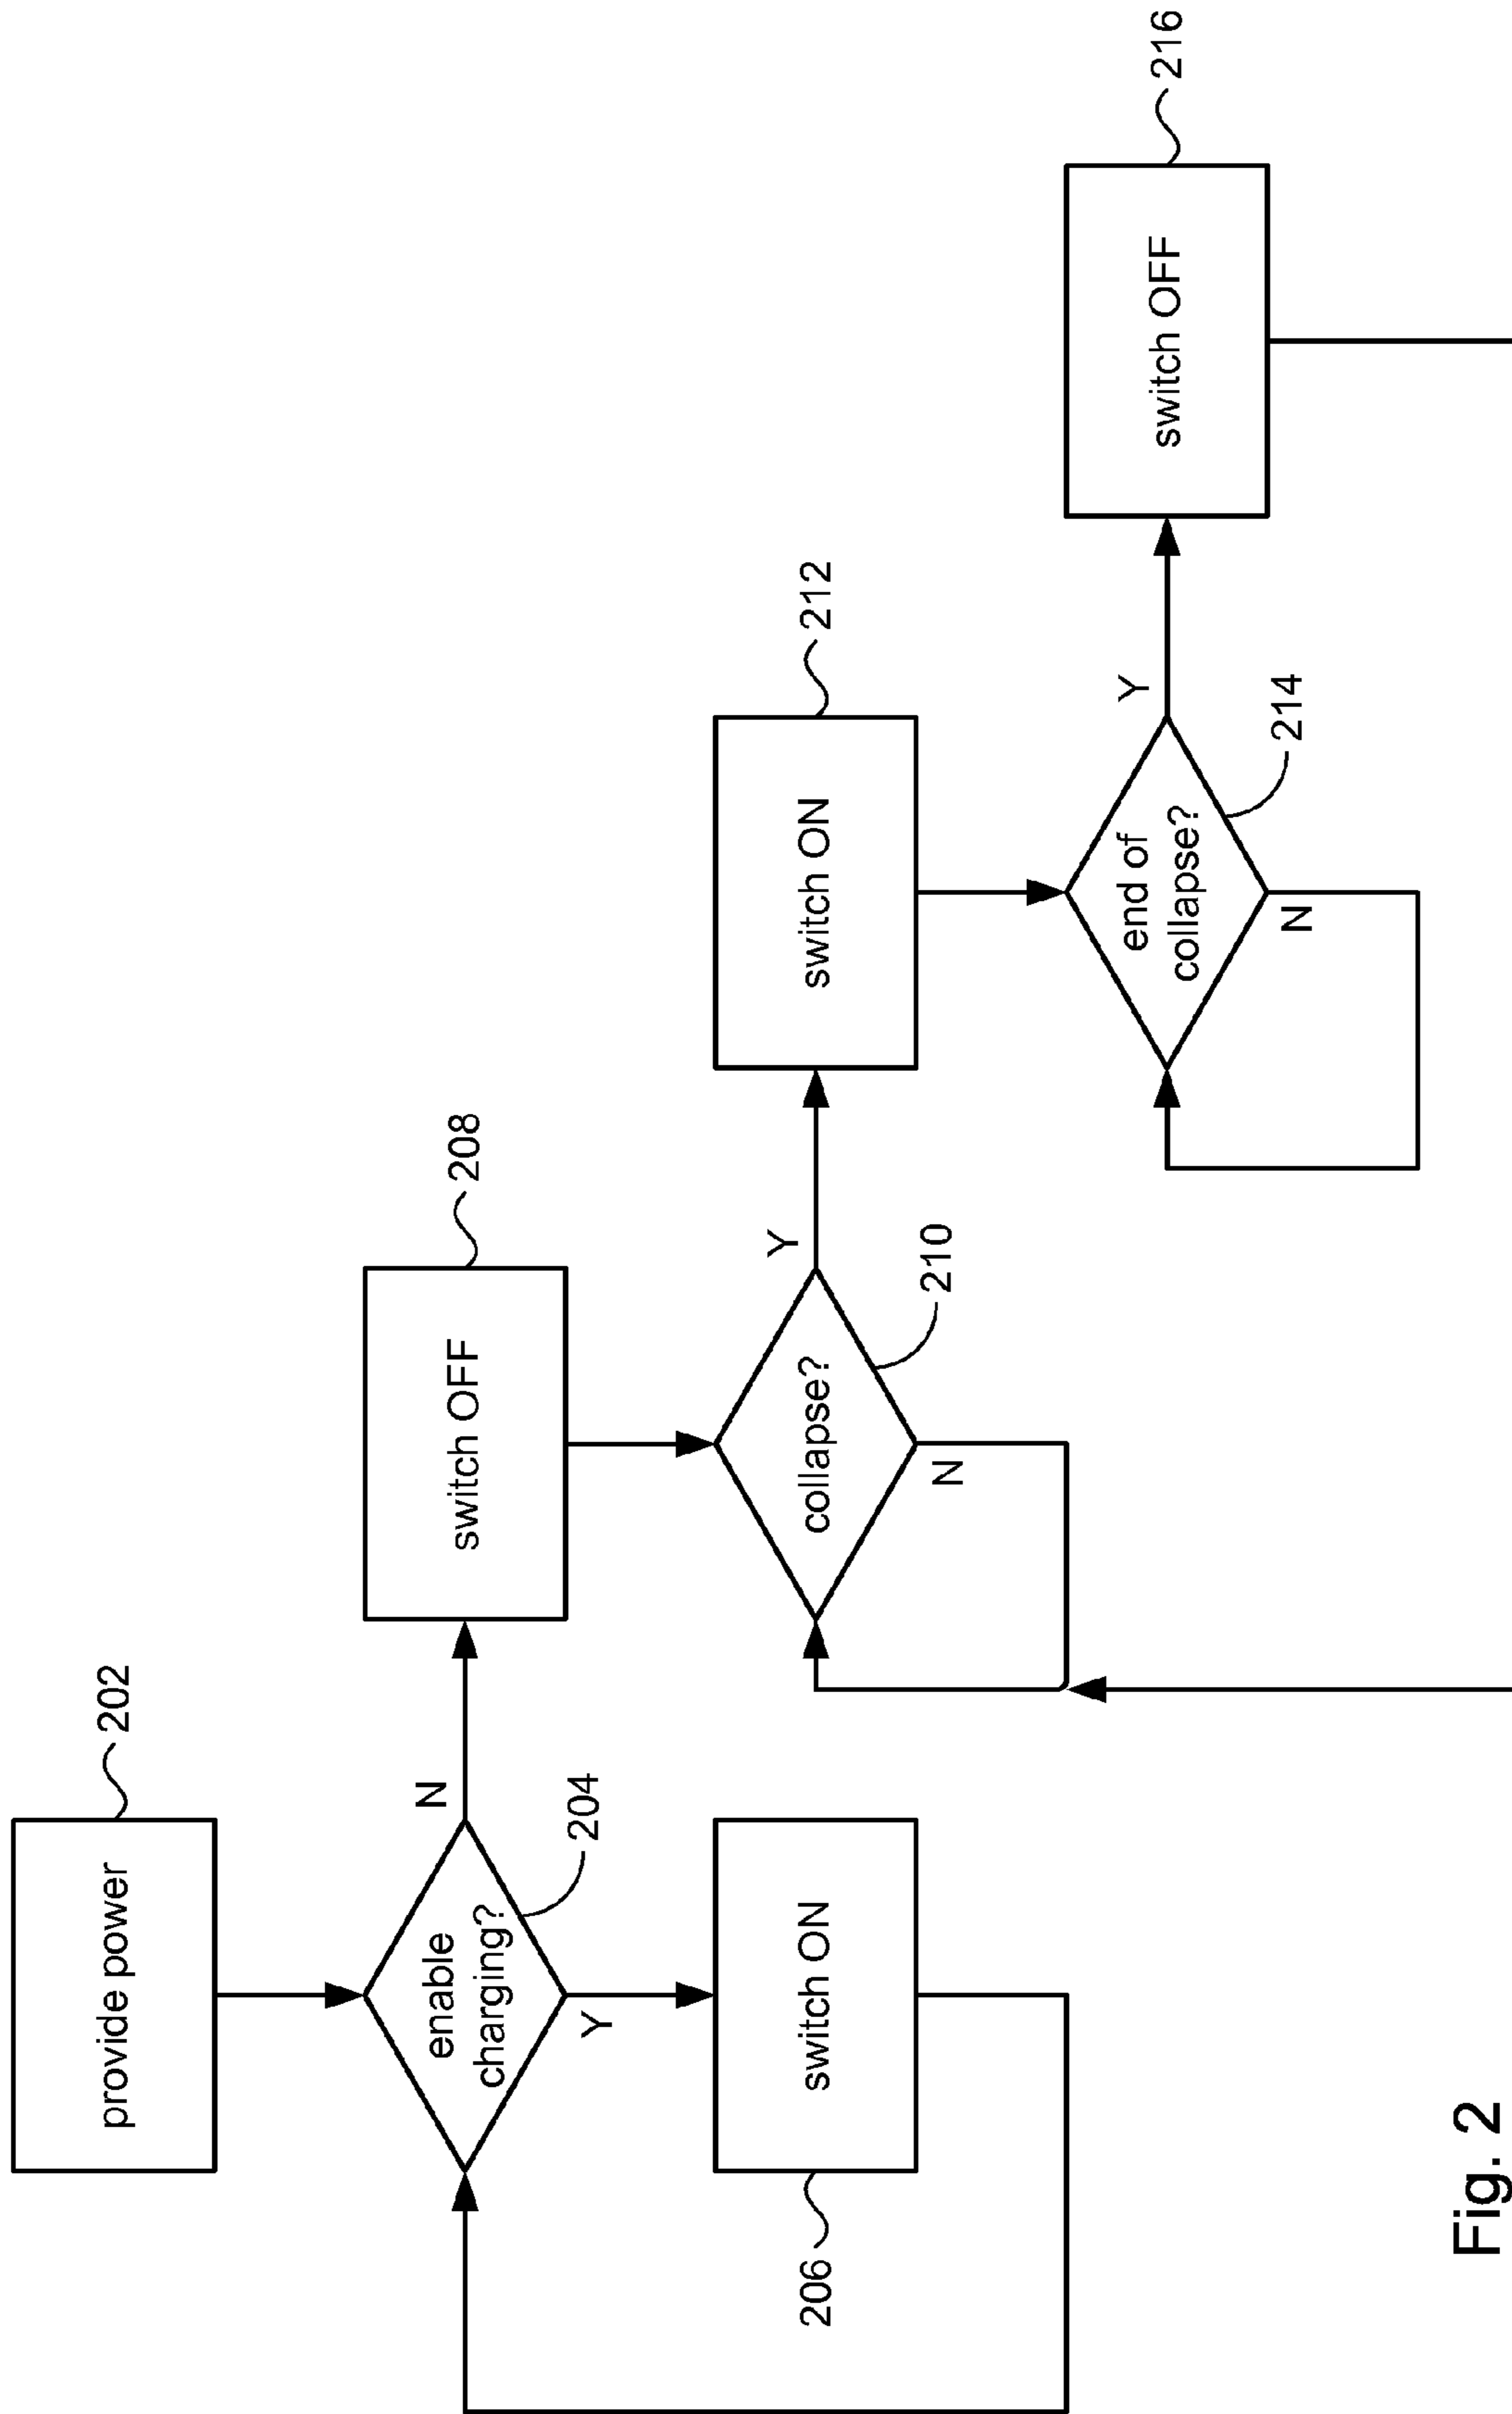 provide power
202
enable
charging?
204
Y
N
switch ON
206
switch OFF
208
collapse?
210
Y
N
switch ON
212
end of
collapse?
214
Y
N
switch OFF
216
Fig. 2